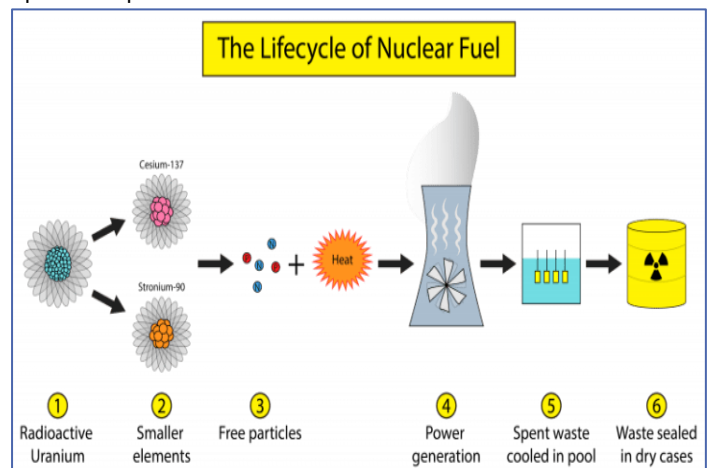 The Lifecycle of Nuclear Fuel
Cesium-137
Stronium-90
N
N
N
+
Heat
1
Radioactive
Uranium
2
Smaller
elements
3
Free particles
4
Power
generation
5
Spent waste
cooled in pool
6
Waste sealed
in dry cases